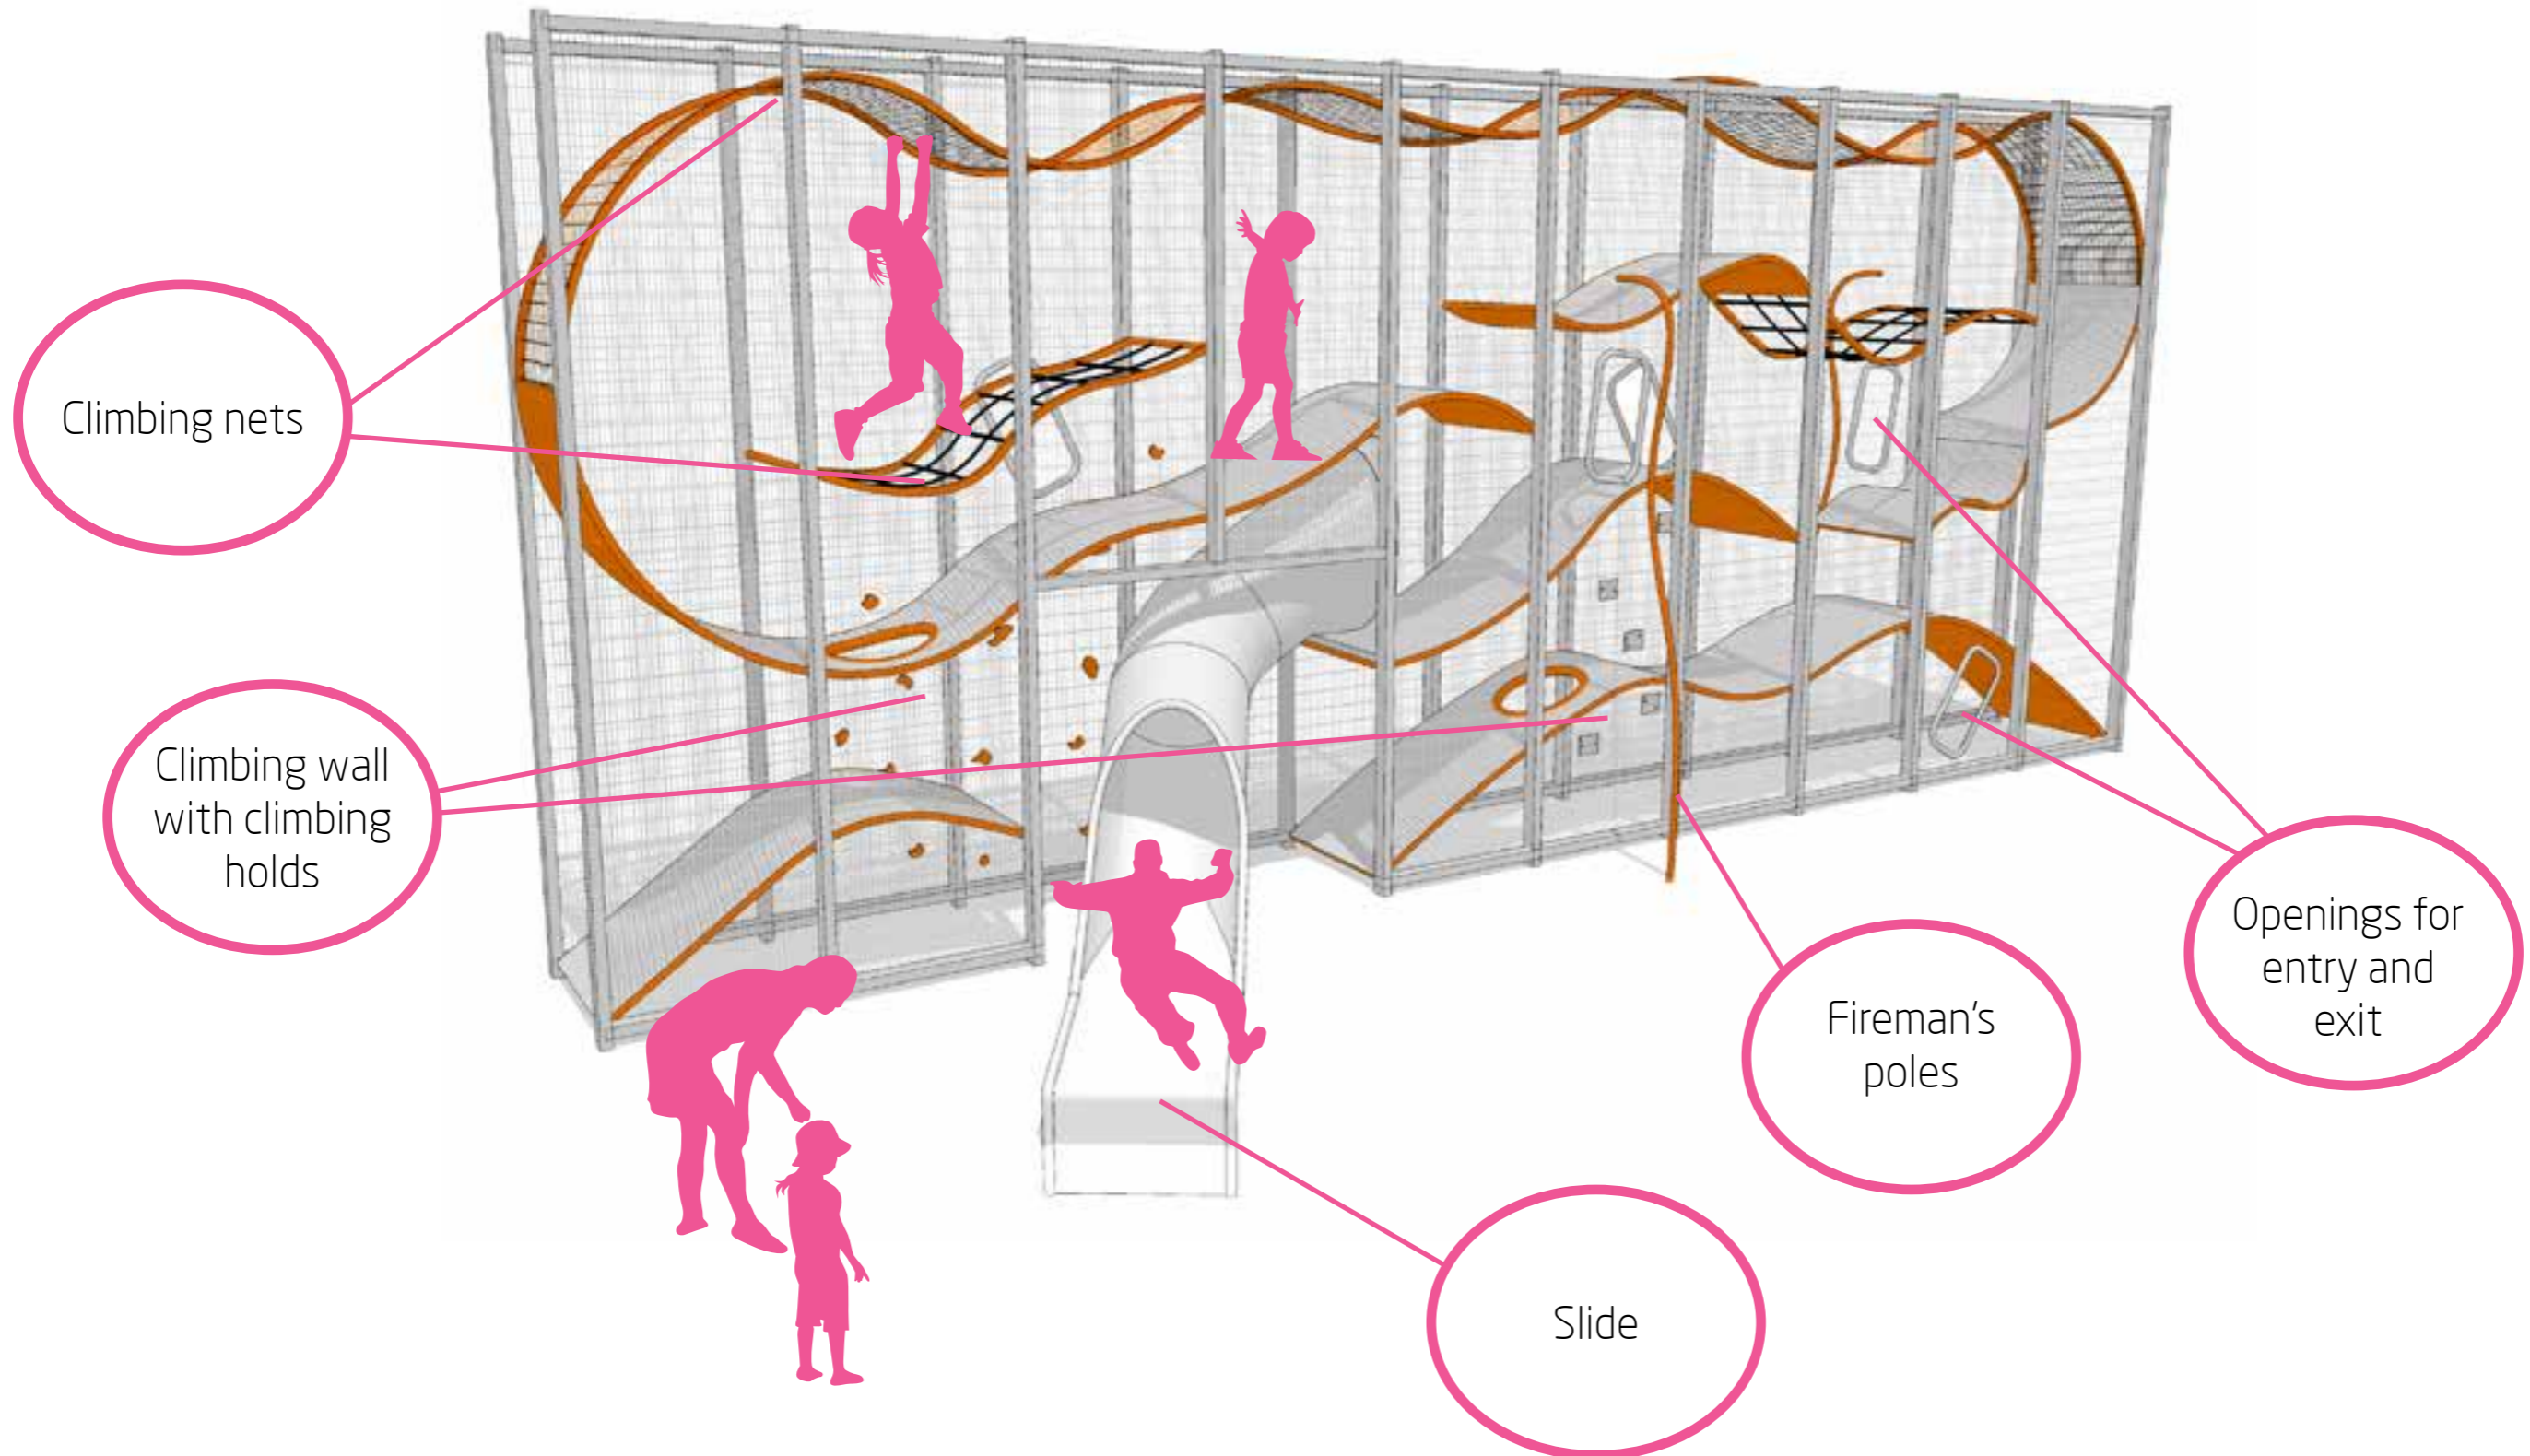 Climbing nets
Climbing wall
with climbing
holds
Openings for
entry and
exit
Fireman's
poles
Slide